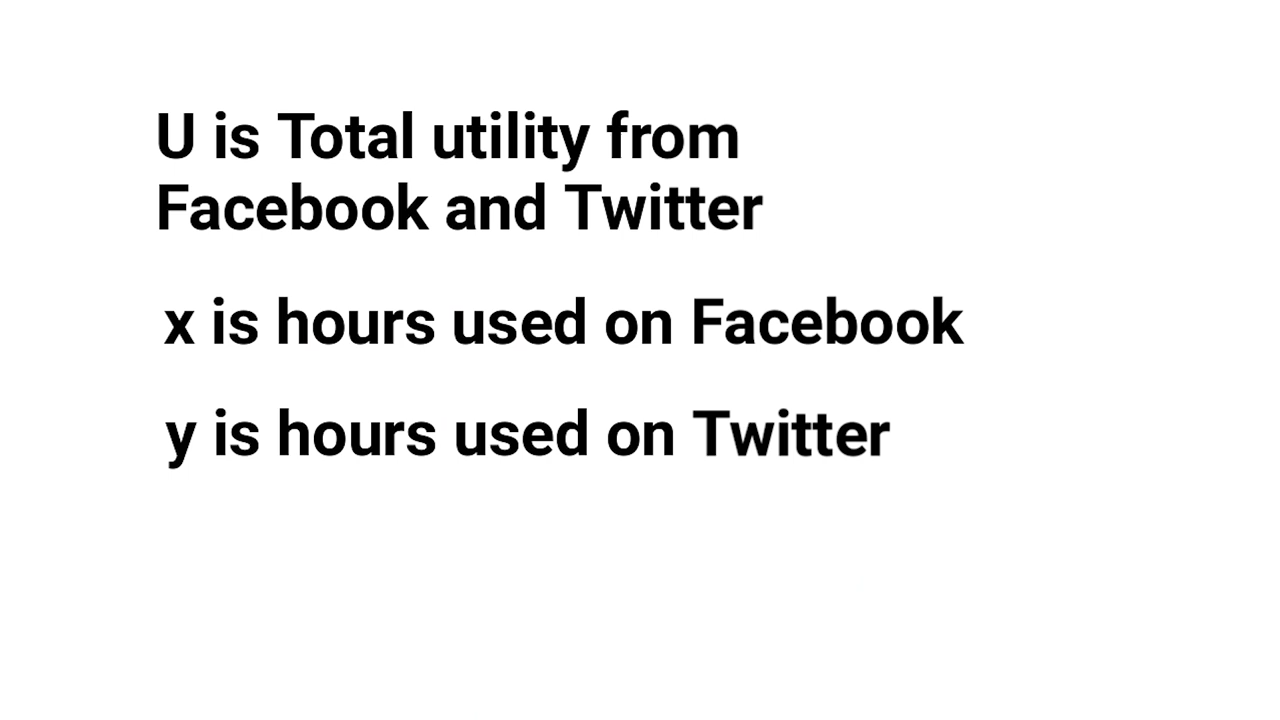 U is Total utility from
Facebook and Twitter
x is hours used on Facebook
y is hours used on Twitter